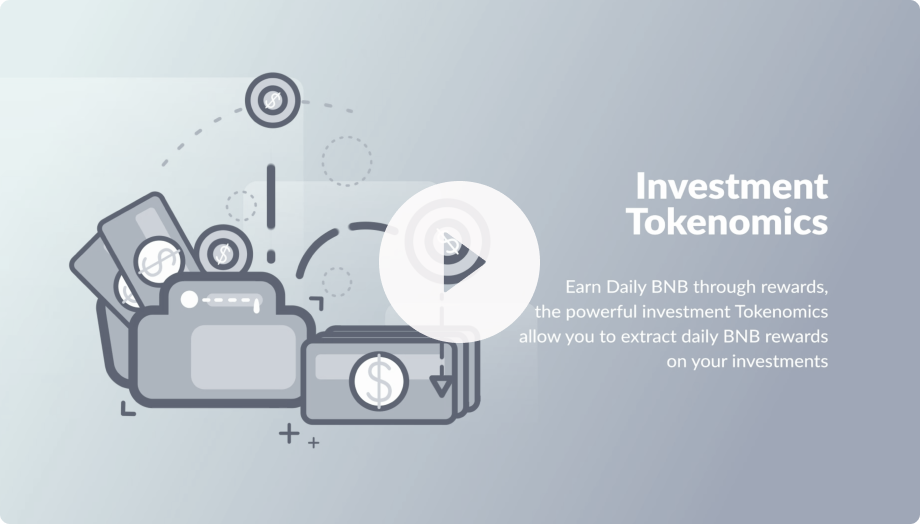 Investment
Tokenomics
Earn Daily BNB through rewards,
the powerful investment Tokenomics
allow you to extract daily BNB rewards
on your investments